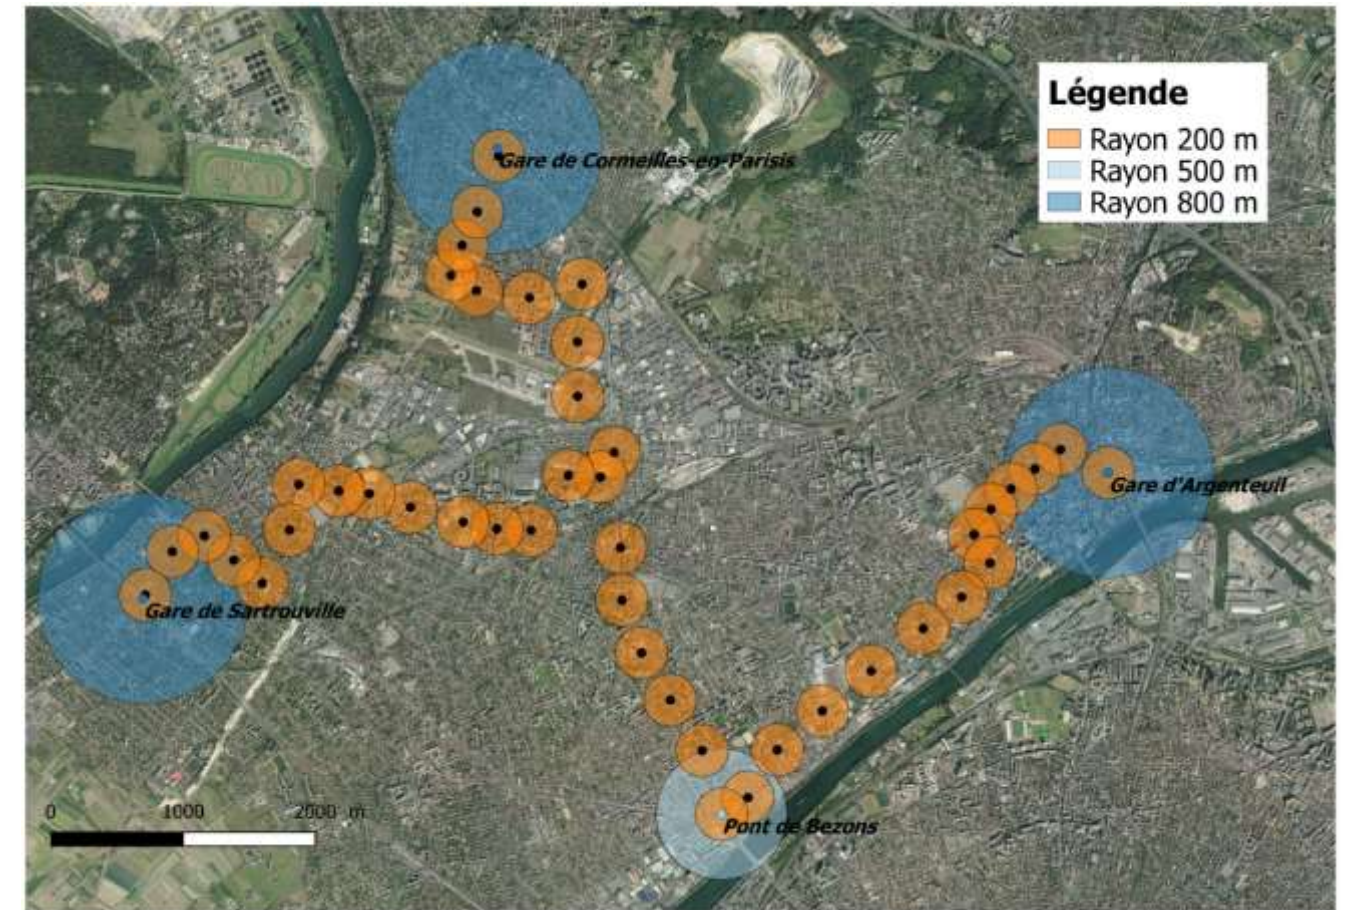 Légende
Rayon 200 m
Rayon 500 m
Rayon 800 m
Gare de Cormeilles-en-Parisis
Gare d'Argenteuil
Gare de Sartrouville
Pont de Bezons
0 1000 2000 m